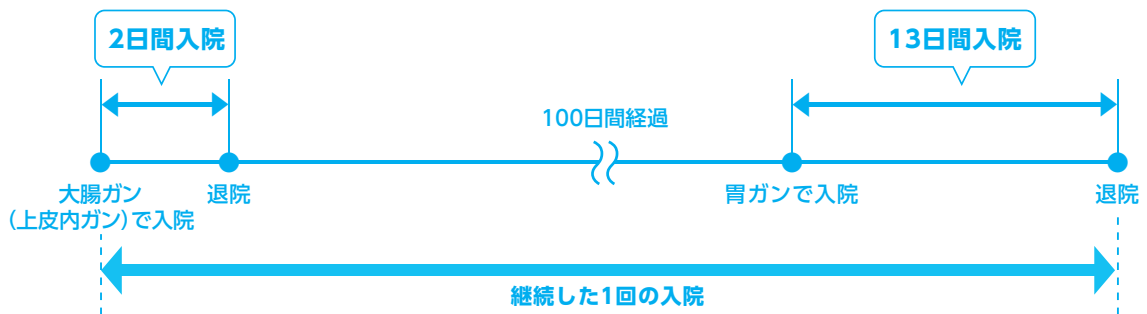 2日間入院
13日間入院
100日間経過
大腸ガン
（上皮内ガン）で入院
退院
胃ガンで入院
退院
継続した1回の入院